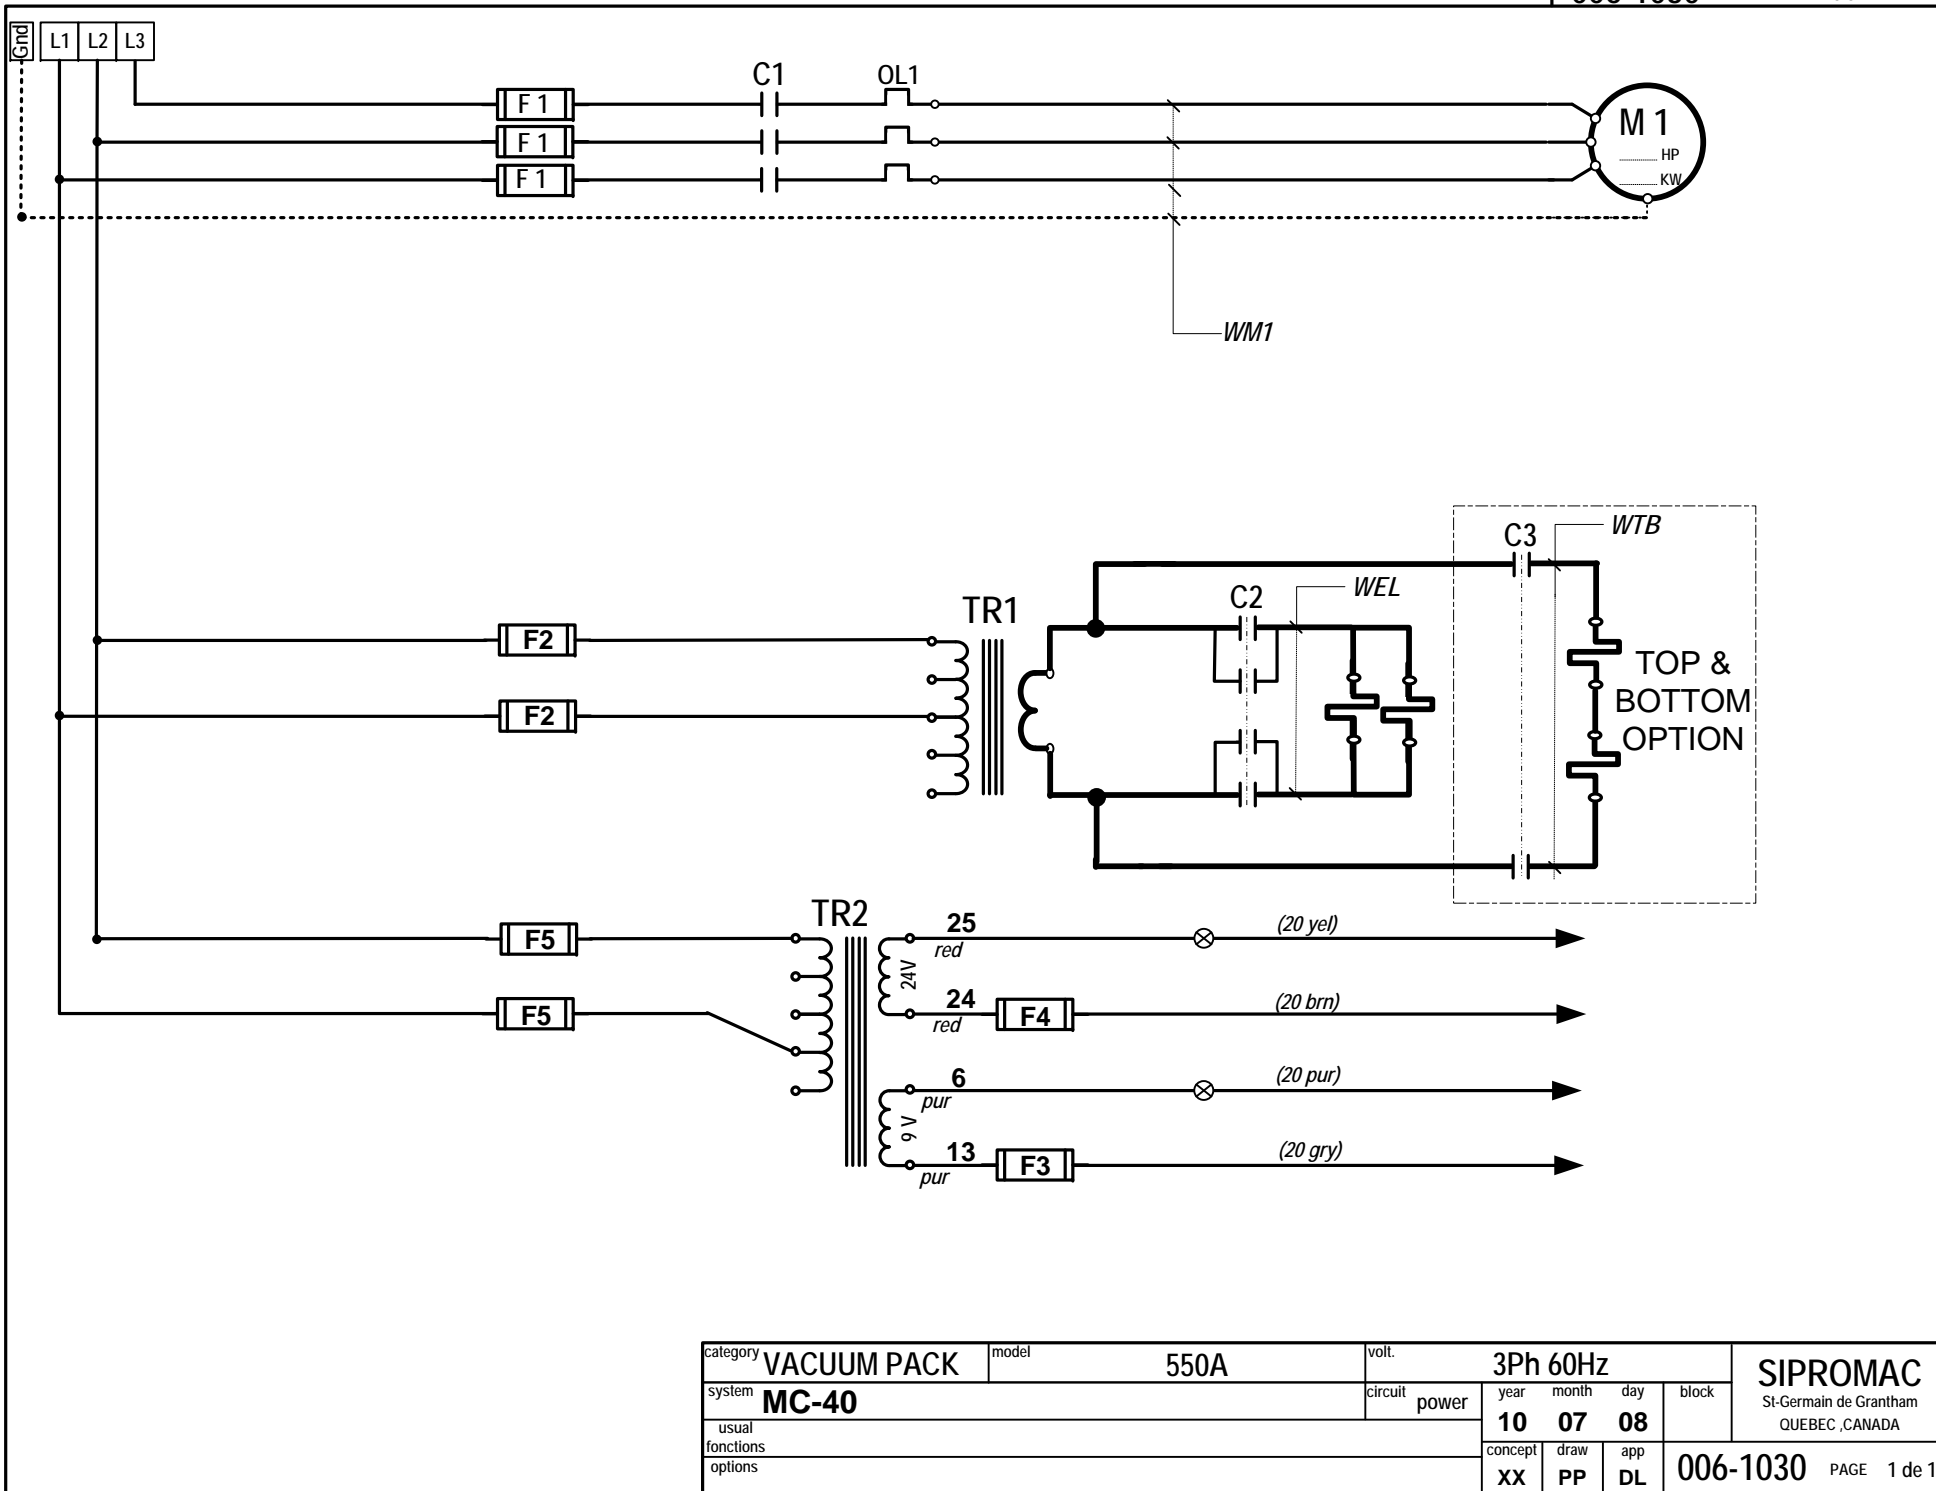 Gnd L1 L2 L3
C1 OL1
F 1
F 1
F 1
M 1
HP
KW
WM1
WTB
C3
WEL
C2
TR1
F2
F2
TOP &
BOTTOM
OPTION
TR2
25 (20 yel)
red
F5
24V
24 (20 brn)
red
F5 F4
6 (20 pur)
pur
9 V
13 (20 gry)
pur
F3
category VACUUM PACK model 550A volt. 3Ph 60Hz SIPROMAC
system MC-40 circuit power year month day block St-Germain de Grantham
10 07 08 QUEBEC ,CANADA
usual
fonctions
concept draw app
options XX PP DL 006-1030 PAGE 1 de 1